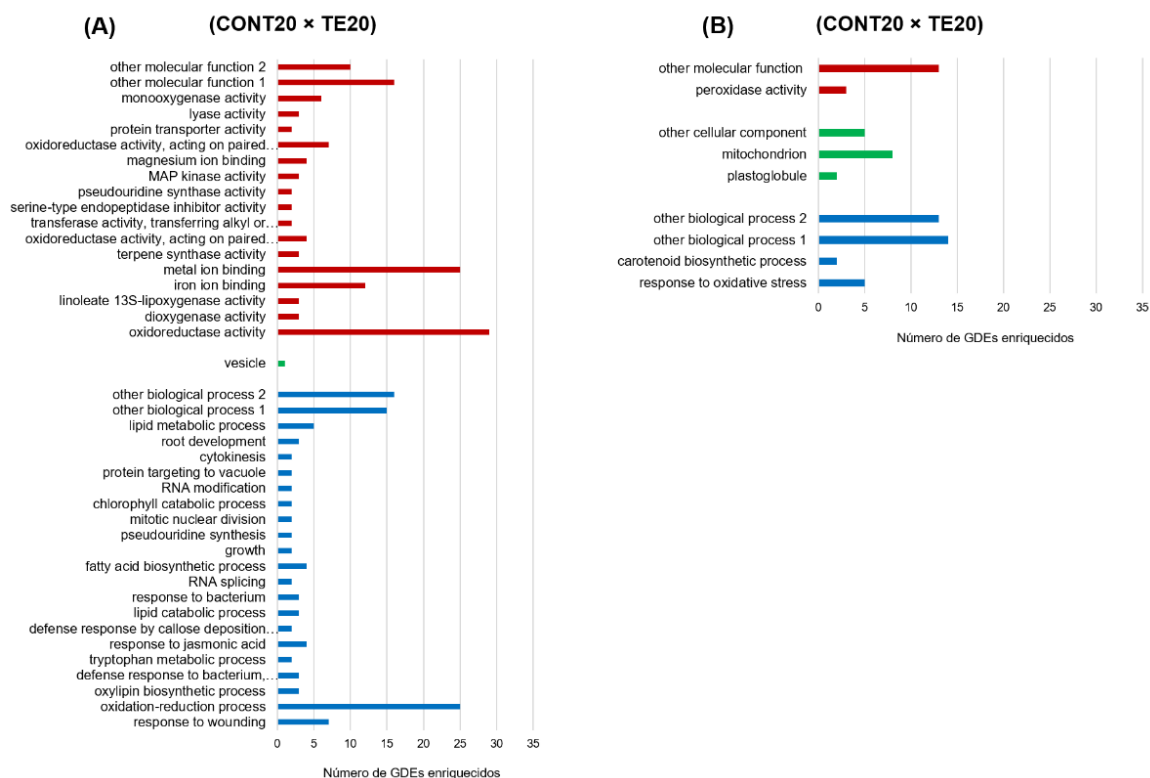 (A) (CONT20 × TE20)
other molecular function 2
other molecular function 1
monooxygenase activity
lyase activity
protein transporter activity
oxidoreductase activity, acting on paired…
magnesium ion binding
MAP kinase activity
pseudouridine synthase activity
serine-type endopeptidase inhibitor activity
transferase activity, transferring alkyl or…
oxidoreductase activity, acting on paired…
terpene synthase activity
metal ion binding
iron ion binding
linoleate 13S-lipoxygenase activity
dioxygenase activity
oxidoreductase activity
vesicle
other biological process 2
other biological process 1
lipid metabolic process
root development
cytokinesis
protein targeting to vacuole
RNA modification
chlorophyll catabolic process
mitotic nuclear division
pseudouridine synthesis
growth
fatty acid biosynthetic process
RNA splicing
response to bacterium
lipid catabolic process
defense response by callose deposition…
response to jasmonic acid
tryptophan metabolic process
defense response to bacterium,…
oxylipin biosynthetic process
oxidation-reduction process
response to wounding
0 5 10 15 20 25 30 35
Número de GDEs enriquecidos
(B) (CONT20 × TE20)
other molecular function
peroxidase activity
other cellular component
mitochondrion
plastoglobule
other biological process 2
other biological process 1
carotenoid biosynthetic process
response to oxidative stress
0 5 10 15 20 25 30 35
Número de GDEs enriquecidos